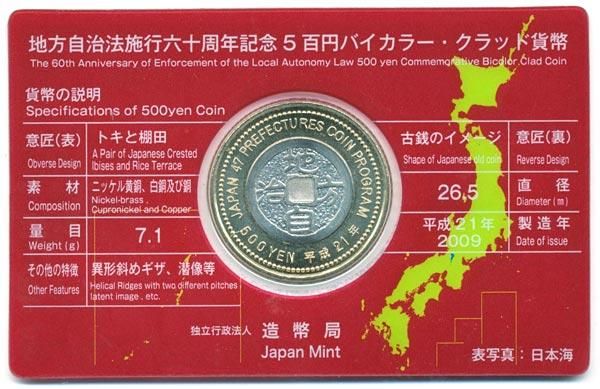 地方自治法施行六十周年記念5百円バイカラー・クラッド貨幣
The 60th Anniversary of Enforcement of the Local Autonomy Law 500 yen Commemorative Bicolor Clad Coin
貨幣の説明
Specifications of 500yen Coin
意匠(表)
Obverse Design
トキと棚田
A Pair of Japanese Crested
Ibises and Rice Terrace
古銭のイメージ
Shape of Japanese old coin
意匠(裏)
Reverse Design
素材
Composition
ニッケル黄銅、白銅及び銅
Nickel-brass .
Cupronickel and Copper
26.5
直径
Diameter (m)
量目
Weight (g)
7.1
平成21年
2009
製造年
Date of issue
その他の特徴
Other Features
異形斜めギザ、潜像等
Helical Ridges with two different pitches
latent image . etc.
JAPAN 47 PREFECTURES COIN PROGRAM
地方自治
500YEN 平成21年
独立行政法人 造幣局
Japan Mint
表写真:日本海